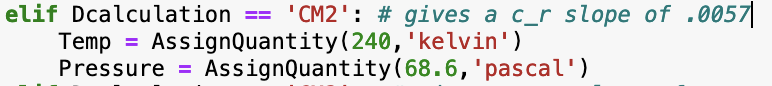 elif Dcalculation == 'CM2': # gives a c_r slope of .0057
Temp = AssignQuantity(240,'kelvin')
Pressure = AssignQuantity(68.6,'pascal')